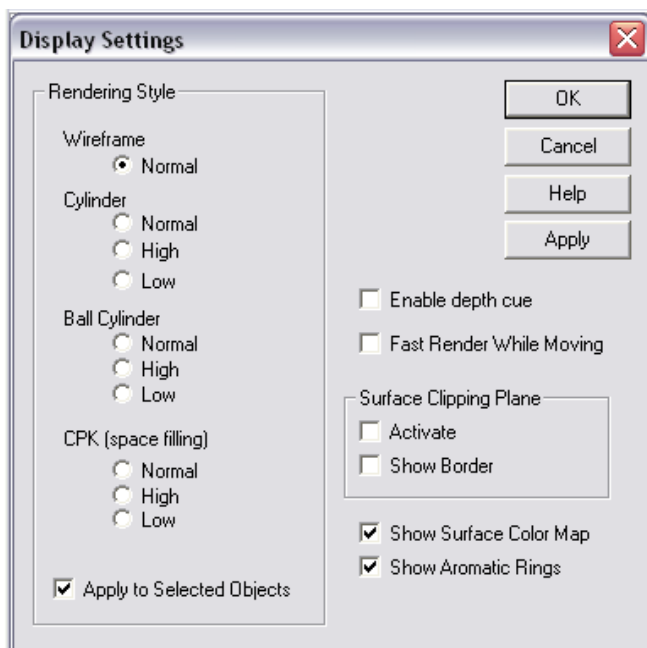 Display Settings
Rendering Style
Wireframe
Normal
Cylinder
Normal
High
Low
Ball Cylinder
Normal
High
Low
CPK (space filling)
Normal
High
Low
Apply to Selected Objects
OK
Cancel
Help
Apply
Enable depth cue
Fast Render While Moving
Surface Clipping Plane
Activate
Show Border
Show Surface Color Map
Show Aromatic Rings